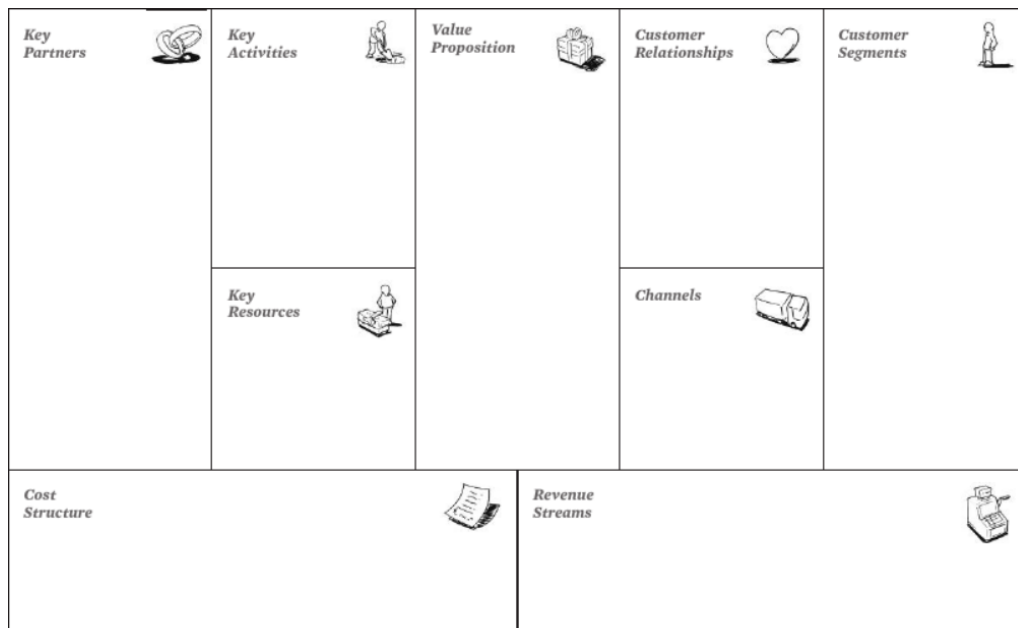 Key
Partners
Key
Activities
Value
Proposition
Customer
Relationships
Customer
Segments
Key
Resources
Channels
Cost
Structure
Revenue
Streams